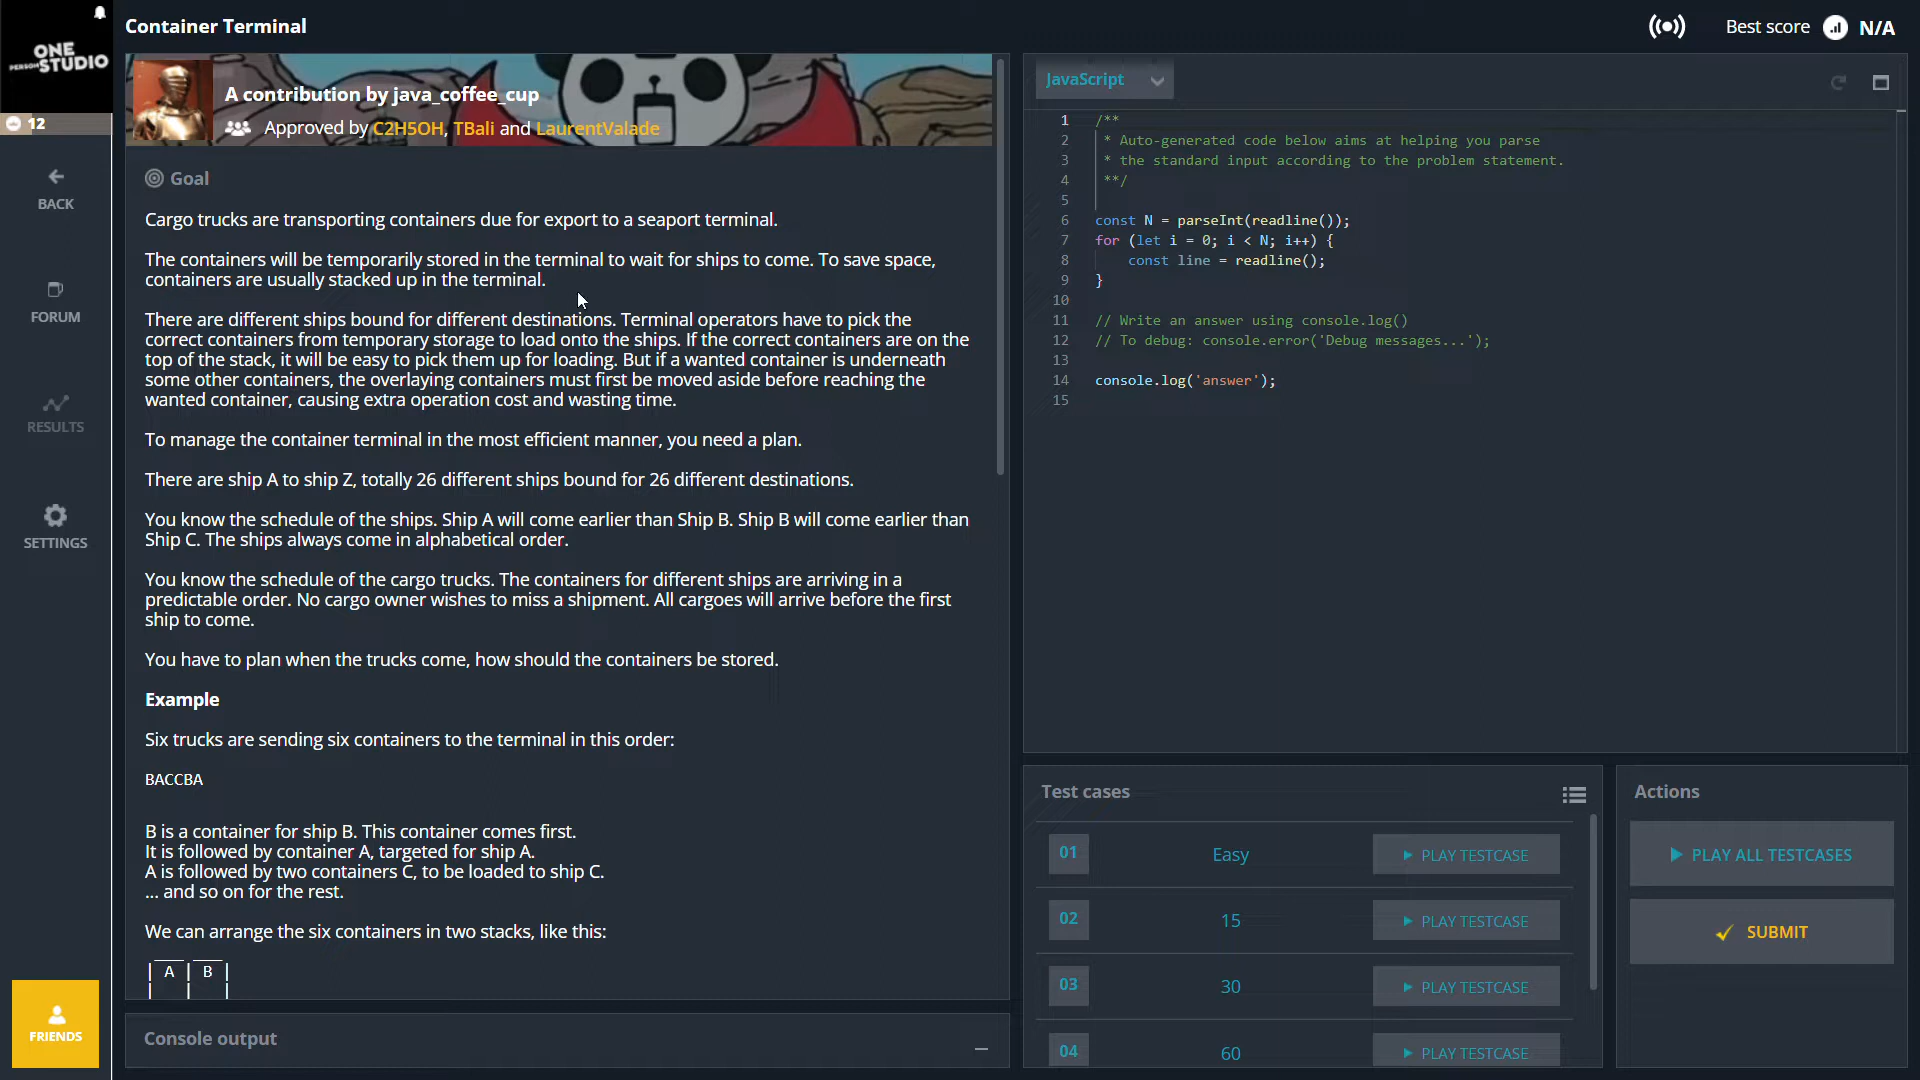 ONE
PERSON STUDIO
12
BACK
FORUM
RESULTS
SETTINGS
FRIENDS
Container Terminal
Best score N/A
A contribution by java_coffee_cup
Approved by C2H5OH, TBali and LaurentValade
Goal
Cargo trucks are transporting containers due for export to a seaport terminal.
The containers will be temporarily stored in the terminal to wait for ships to come. To save space,
containers are usually stacked up in the terminal.
There are different ships bound for different destinations. Terminal operators have to pick the
correct containers from temporary storage to load onto the ships. If the correct containers are on the
top of the stack, it will be easy to pick them up for loading. But if a wanted container is underneath
some other containers, the overlaying containers must first be moved aside before reaching the
wanted container, causing extra operation cost and wasting time.
To manage the container terminal in the most efficient manner, you need a plan.
There are ship A to ship Z, totally 26 different ships bound for 26 different destinations.
You know the schedule of the ships. Ship A will come earlier than Ship B. Ship B will come earlier than
Ship C. The ships always come in alphabetical order.
You know the schedule of the cargo trucks. The containers for different ships are arriving in a
predictable order. No cargo owner wishes to miss a shipment. All cargoes will arrive before the first
ship to come.
You have to plan when the trucks come, how should the containers be stored.
Example
Six trucks are sending six containers to the terminal in this order:
BACCBA
B is a container for ship B. This container comes first.
It is followed by container A, targeted for ship A.
A is followed by two containers C, to be loaded to ship C.
... and so on for the rest.
We can arrange the six containers in two stacks, like this:
| A | B |
Console output
JavaScript
1 /**
2 * Auto-generated code below aims at helping you parse
3 * the standard input according to the problem statement.
4 **/
5
6 const N = parseInt(readline());
7 for (let i = 0; i < N; i++) {
8 const line = readline();
9 }
10
11 // Write an answer using console.log()
12 // To debug: console.error('Debug messages...');
13
14 console.log('answer');
15
Test cases
01 Easy PLAY TESTCASE
02 15 PLAY TESTCASE
03 30 PLAY TESTCASE
04 60 PLAY TESTCASE
Actions
PLAY ALL TESTCASES
SUBMIT